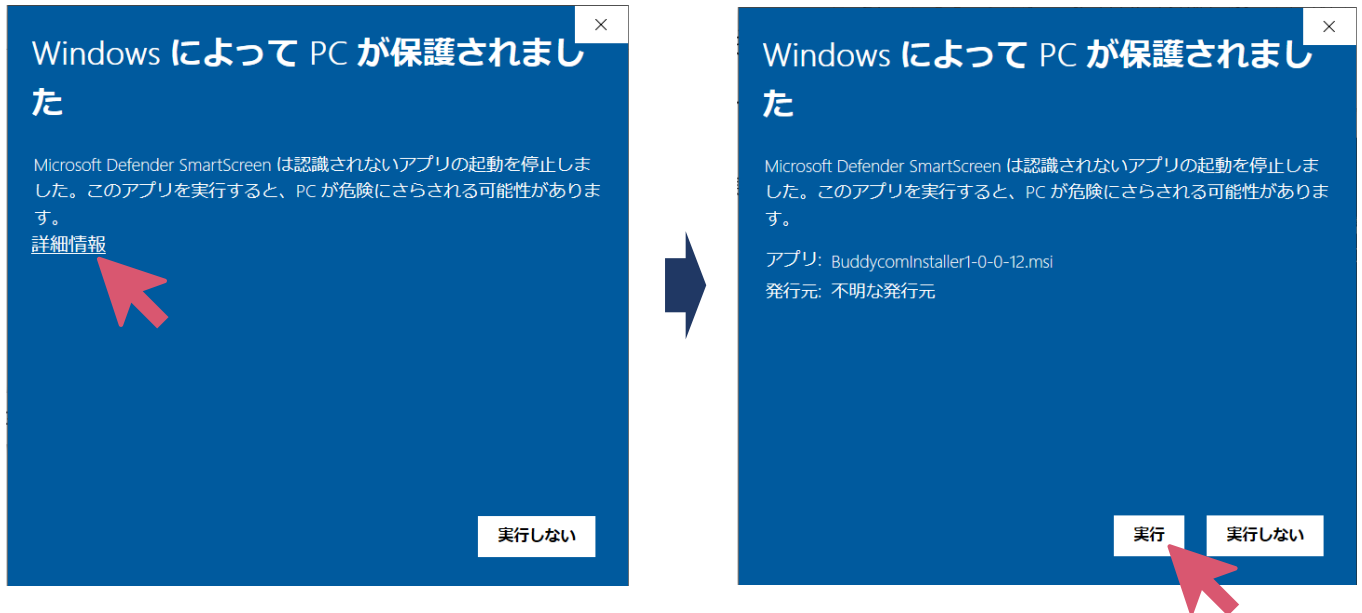 Windows によって PC が保護されまし
た
Microsoft Defender SmartScreen は認識されないアプリの起動を停止しま
した。このアプリを実行すると、PC が危険にさらされる可能性がありま
す。
詳細情報
実行しない
Windows によって PC が保護されまし
た
Microsoft Defender SmartScreen は認識されないアプリの起動を停止しま
した。このアプリを実行すると、PC が危険にさらされる可能性がありま
す。
アプリ: BuddycomInstaller1-0-0-12.msi
発行元: 不明な発行元
実行 実行しない